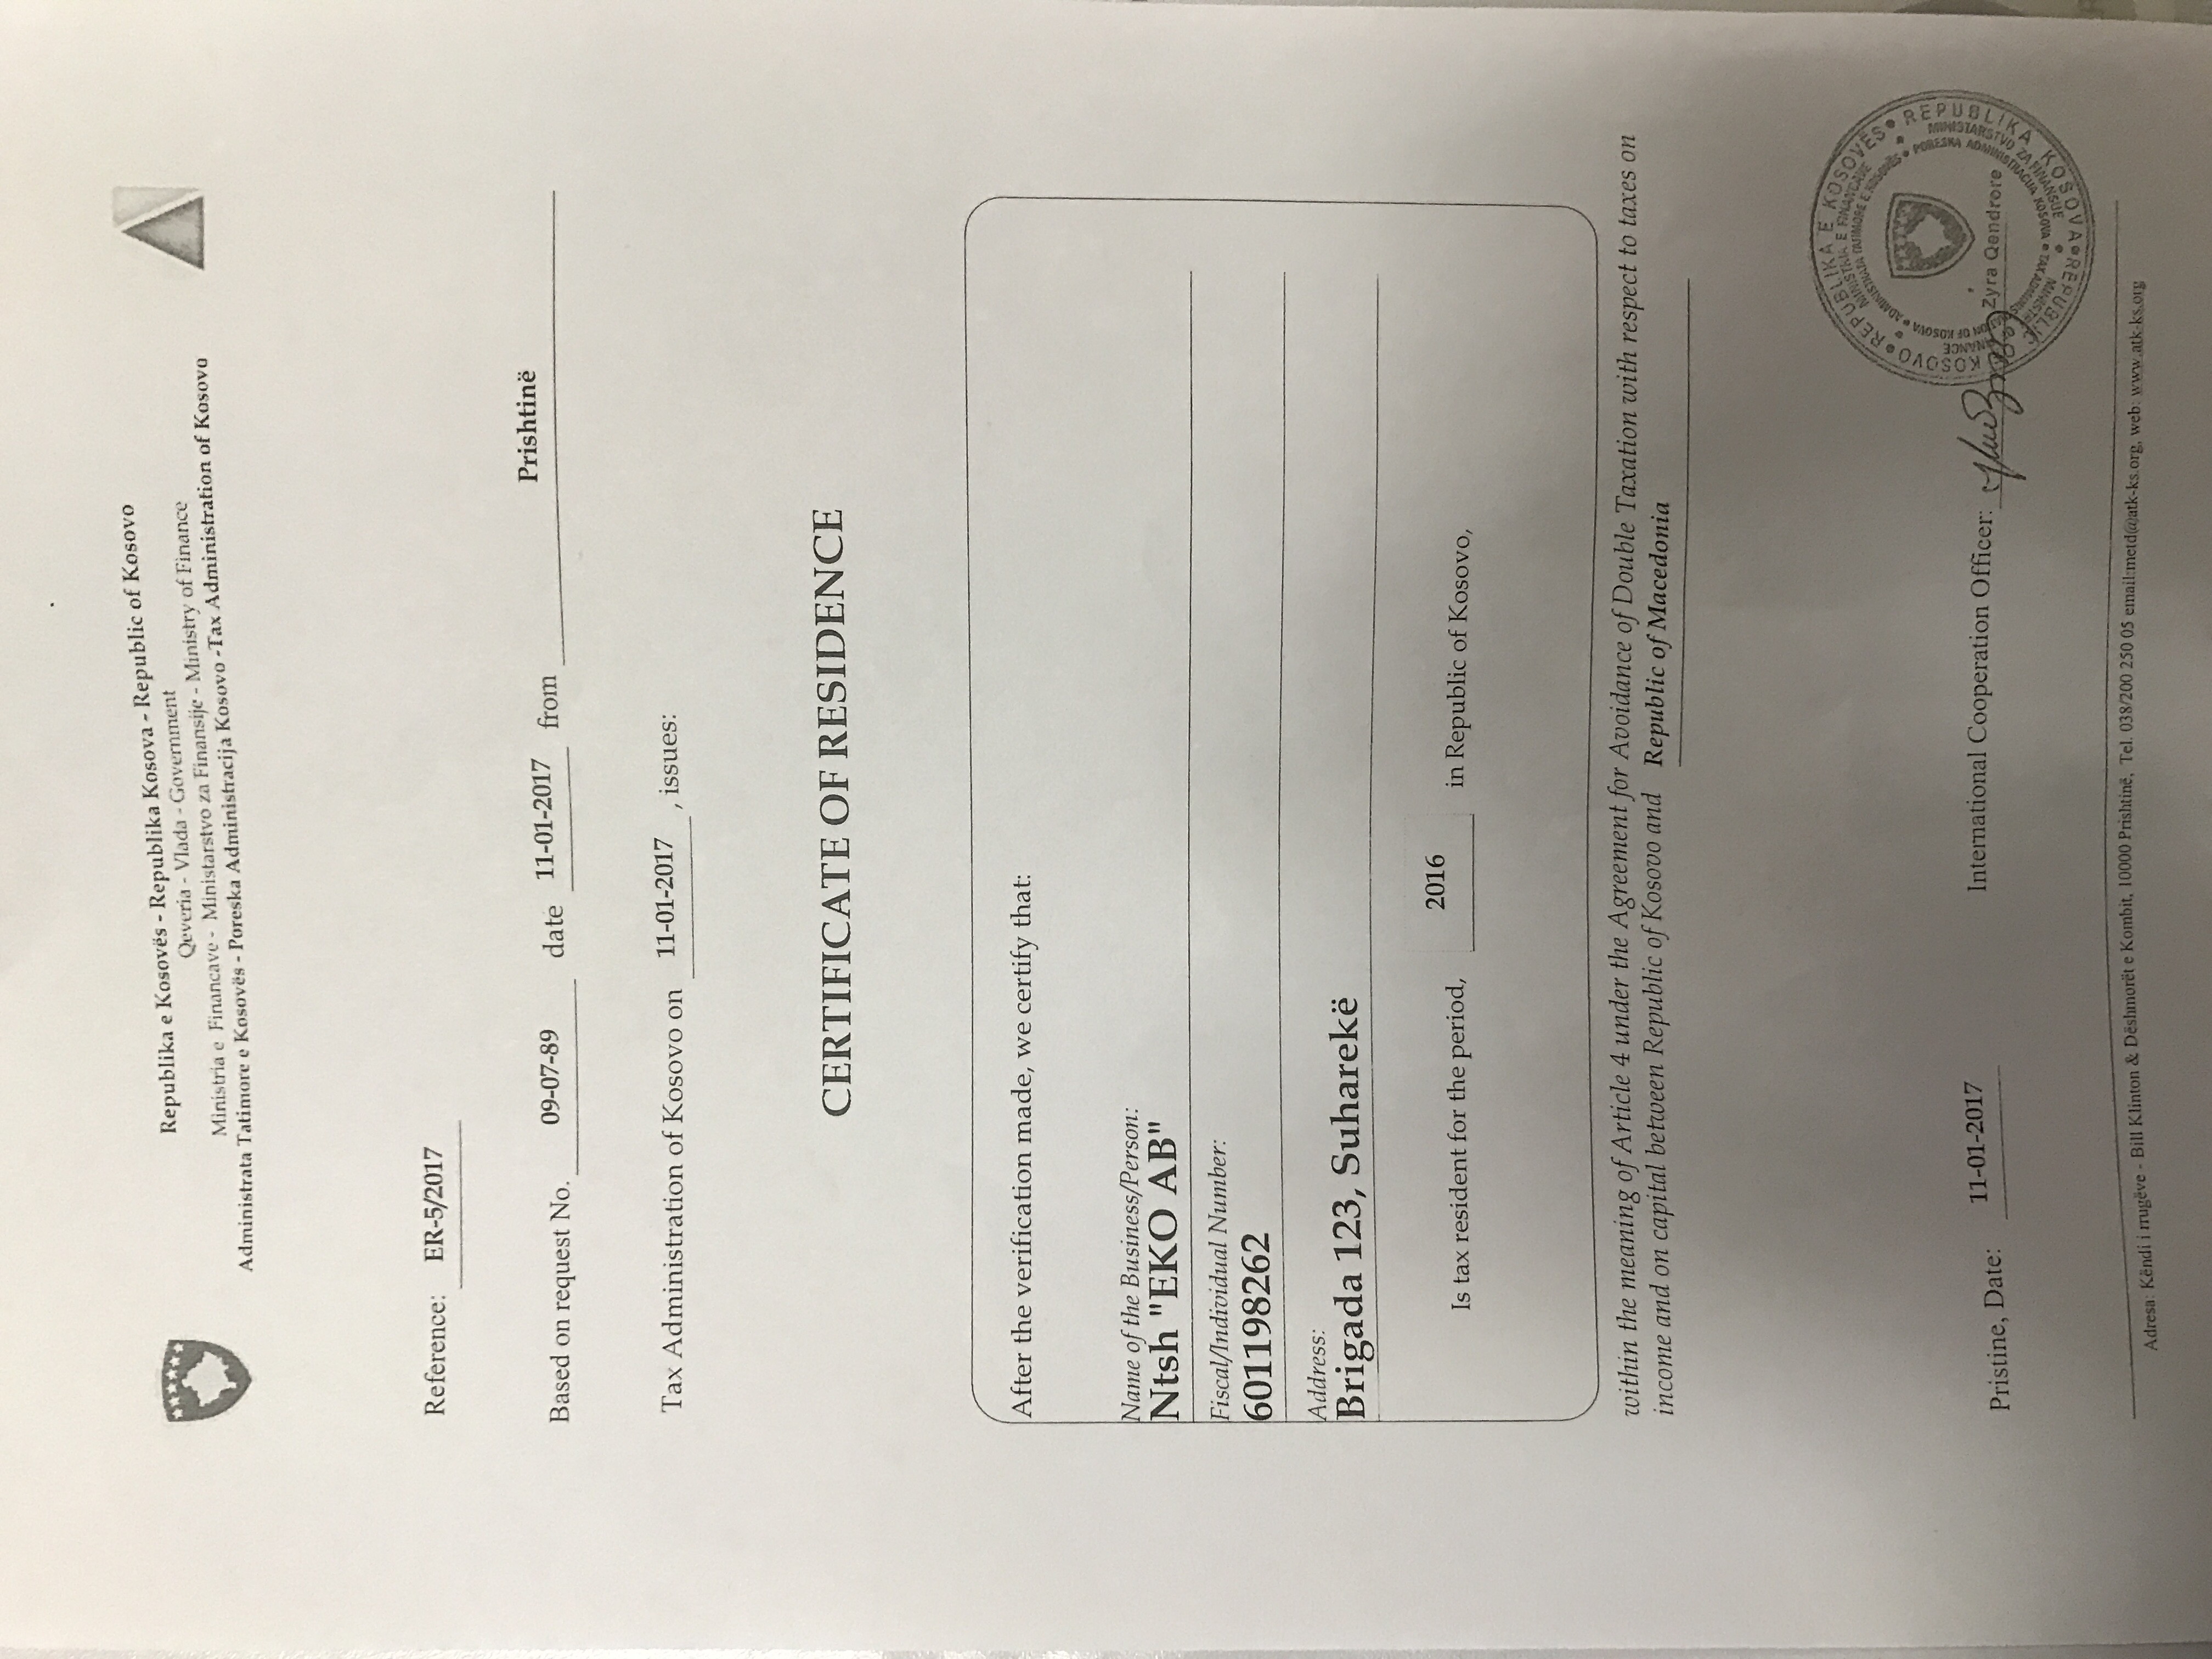 Republika e Kosovës - Republika Kosova - Republic of Kosovo
Qeveria - Vlada - Government
Ministria e Financave - Ministarstvo za Finansije - Ministry of Finance
Administrata Tatimore e Kosovës - Poreska Administracija Kosovo -Tax Administration of Kosovo
Reference: ER-5/2017
Based on request No. 09-07-89 date 11-01-2017 from Prishtinë
Tax Administration of Kosovo on 11-01-2017 , issues:
CERTIFICATE OF RESIDENCE
After the verification made, we certify that:
Name of the Business/Person:
Ntsh "EKO AB"
Fiscal/Individual Number:
601198262
Address:
Brigada 123, Suharekë
Is tax resident for the period, 2016 in Republic of Kosovo,
within the meaning of Article 4 under the Agreement for Avoidance of Double Taxation with respect to taxes on
income and on capital between Republic of Kosovo and Republic of Macedonia
Pristine, Date: 11-01-2017 International Cooperation Officer:
REPUBLIKA E KOSOVËS • REPUBLIKA KOSOVA • REPUBLIC KOSOVO
MINISTRIA E FINANCAVE
MINISTARSTVO ZA FINANSIJE
ADMINISTRATA TATIMORE E KOSOVËS • PORESKA ADMINISTRACIJA KOSOVA • TAX
Zyra Qendrore
Adresa: Këndi i rrugëve - Bill Klinton & Dëshmorët e Kombit, 10000 Prishtinë, Tel. 038/200 250 05 email:metd@atk-ks.org, web: www.atk-ks.org